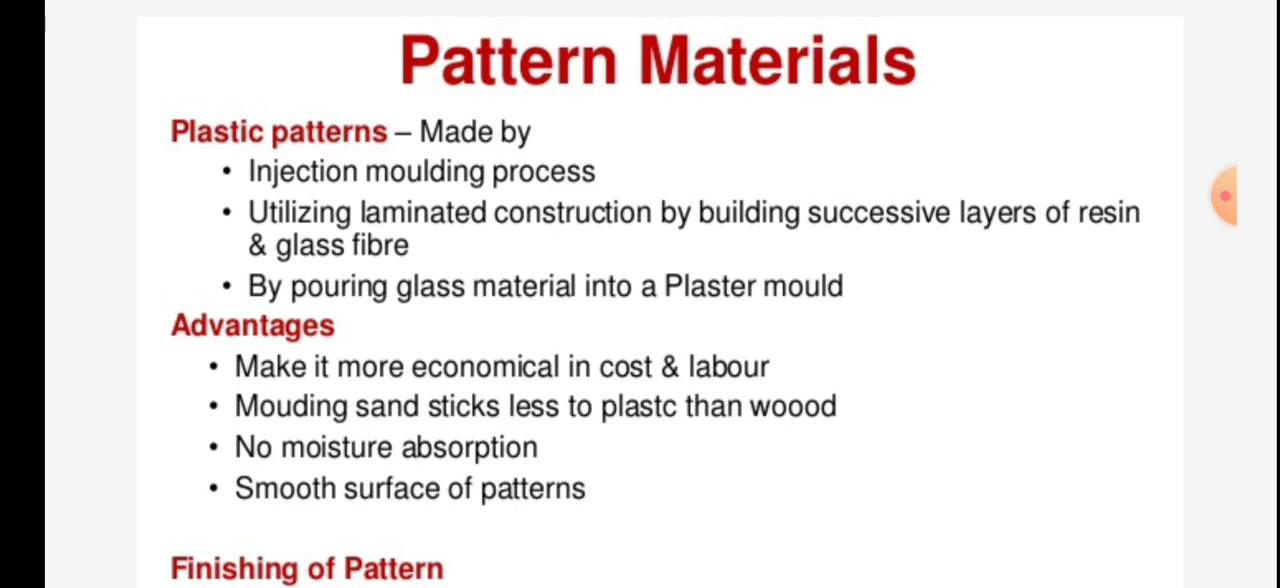 Pattern Materials
Plastic patterns – Made by
• Injection moulding process
• Utilizing laminated construction by building successive layers of resin
& glass fibre
• By pouring glass material into a Plaster mould
Advantages
• Make it more economical in cost & labour
• Mouding sand sticks less to plastc than woood
• No moisture absorption
• Smooth surface of patterns
Finishing of Pattern